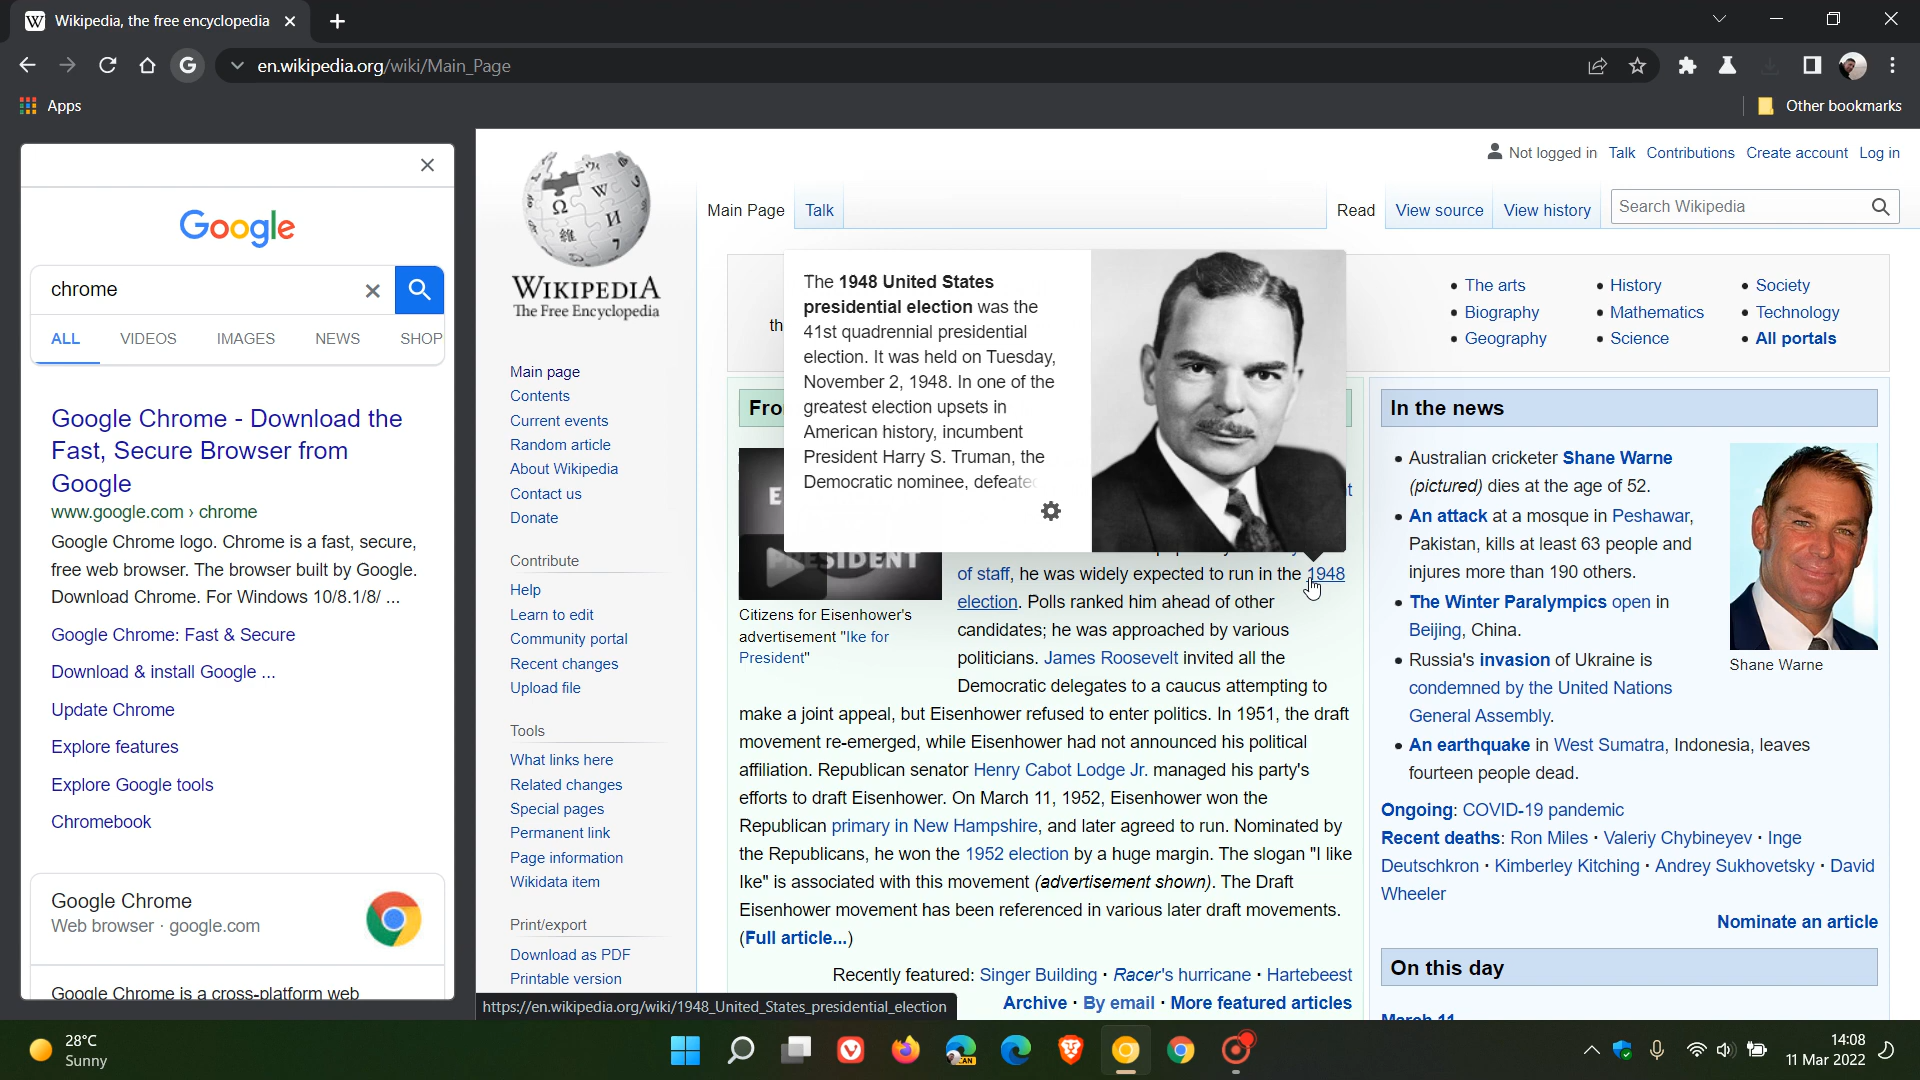 Wikipedia, the free encyclopedia
en.wikipedia.org/wiki/Main_Page
Apps
Other bookmarks
Google
chrome
ALL VIDEOS IMAGES NEWS SHOP
Google Chrome - Download the
Fast, Secure Browser from
Google
www.google.com › chrome
Google Chrome logo. Chrome is a fast, secure,
free web browser. The browser built by Google.
Download Chrome. For Windows 10/8.1/8/ ...
Google Chrome: Fast & Secure
Download & install Google ...
Update Chrome
Explore features
Explore Google tools
Chromebook
Google Chrome
Web browser · google.com
Google Chrome is a cross-platform web
WIKIPEDIA
The Free Encyclopedia
Main page
Contents
Current events
Random article
About Wikipedia
Contact us
Donate
Contribute
Help
Learn to edit
Community portal
Recent changes
Upload file
Tools
What links here
Related changes
Special pages
Permanent link
Page information
Wikidata item
Print/export
Download as PDF
Printable version
https://en.wikipedia.org/wiki/1948_United_States_presidential_election
Not logged in Talk Contributions Create account Log in
Main Page Talk
Read View source View history Search Wikipedia
The 1948 United States
presidential election was the
41st quadrennial presidential
election. It was held on Tuesday,
November 2, 1948. In one of the
greatest election upsets in
American history, incumbent
President Harry S. Truman, the
Democratic nominee, defeated
The arts
Biography
Geography
History
Mathematics
Science
Society
Technology
All portals
Citizens for Eisenhower's
advertisement "Ike for
President"
of staff, he was widely expected to run in the 1948
election. Polls ranked him ahead of other
candidates; he was approached by various
politicians. James Roosevelt invited all the
Democratic delegates to a caucus attempting to
make a joint appeal, but Eisenhower refused to enter politics. In 1951, the draft
movement re-emerged, while Eisenhower had not announced his political
affiliation. Republican senator Henry Cabot Lodge Jr. managed his party's
efforts to draft Eisenhower. On March 11, 1952, Eisenhower won the
Republican primary in New Hampshire, and later agreed to run. Nominated by
the Republicans, he won the 1952 election by a huge margin. The slogan "I like
Ike" is associated with this movement (advertisement shown). The Draft
Eisenhower movement has been referenced in various later draft movements.
(Full article...)
Recently featured: Singer Building · Racer's hurricane · Hartebeest
Archive · By email · More featured articles
In the news
Australian cricketer Shane Warne
(pictured) dies at the age of 52.
An attack at a mosque in Peshawar,
Pakistan, kills at least 63 people and
injures more than 190 others.
The Winter Paralympics open in
Beijing, China.
Russia's invasion of Ukraine is
condemned by the United Nations
General Assembly.
An earthquake in West Sumatra, Indonesia, leaves
fourteen people dead.
Shane Warne
Ongoing: COVID-19 pandemic
Recent deaths: Ron Miles · Valeriy Chybineyev · Inge
Deutschkron · Kimberley Kitching · Andrey Sukhovetsky · David
Wheeler
Nominate an article
On this day
March 11
28°C
Sunny
14:08
11 Mar 2022